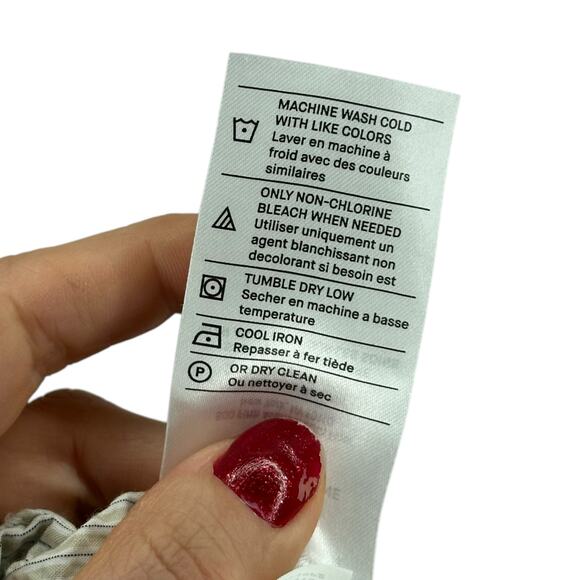 MACHINE WASH COLD
WITH LIKE COLORS
Laver en machine à
froid avec des couleurs
similaires
ONLY NON-CHLORINE
BLEACH WHEN NEEDED
Utiliser uniquement un
agent blanchissant non
decolorant si besoin est
TUMBLE DRY LOW
Secher en machine a basse
temperature
COOL IRON
Repasser à fer tiède
P
OR DRY CLEAN
Ou nettoyer à sec